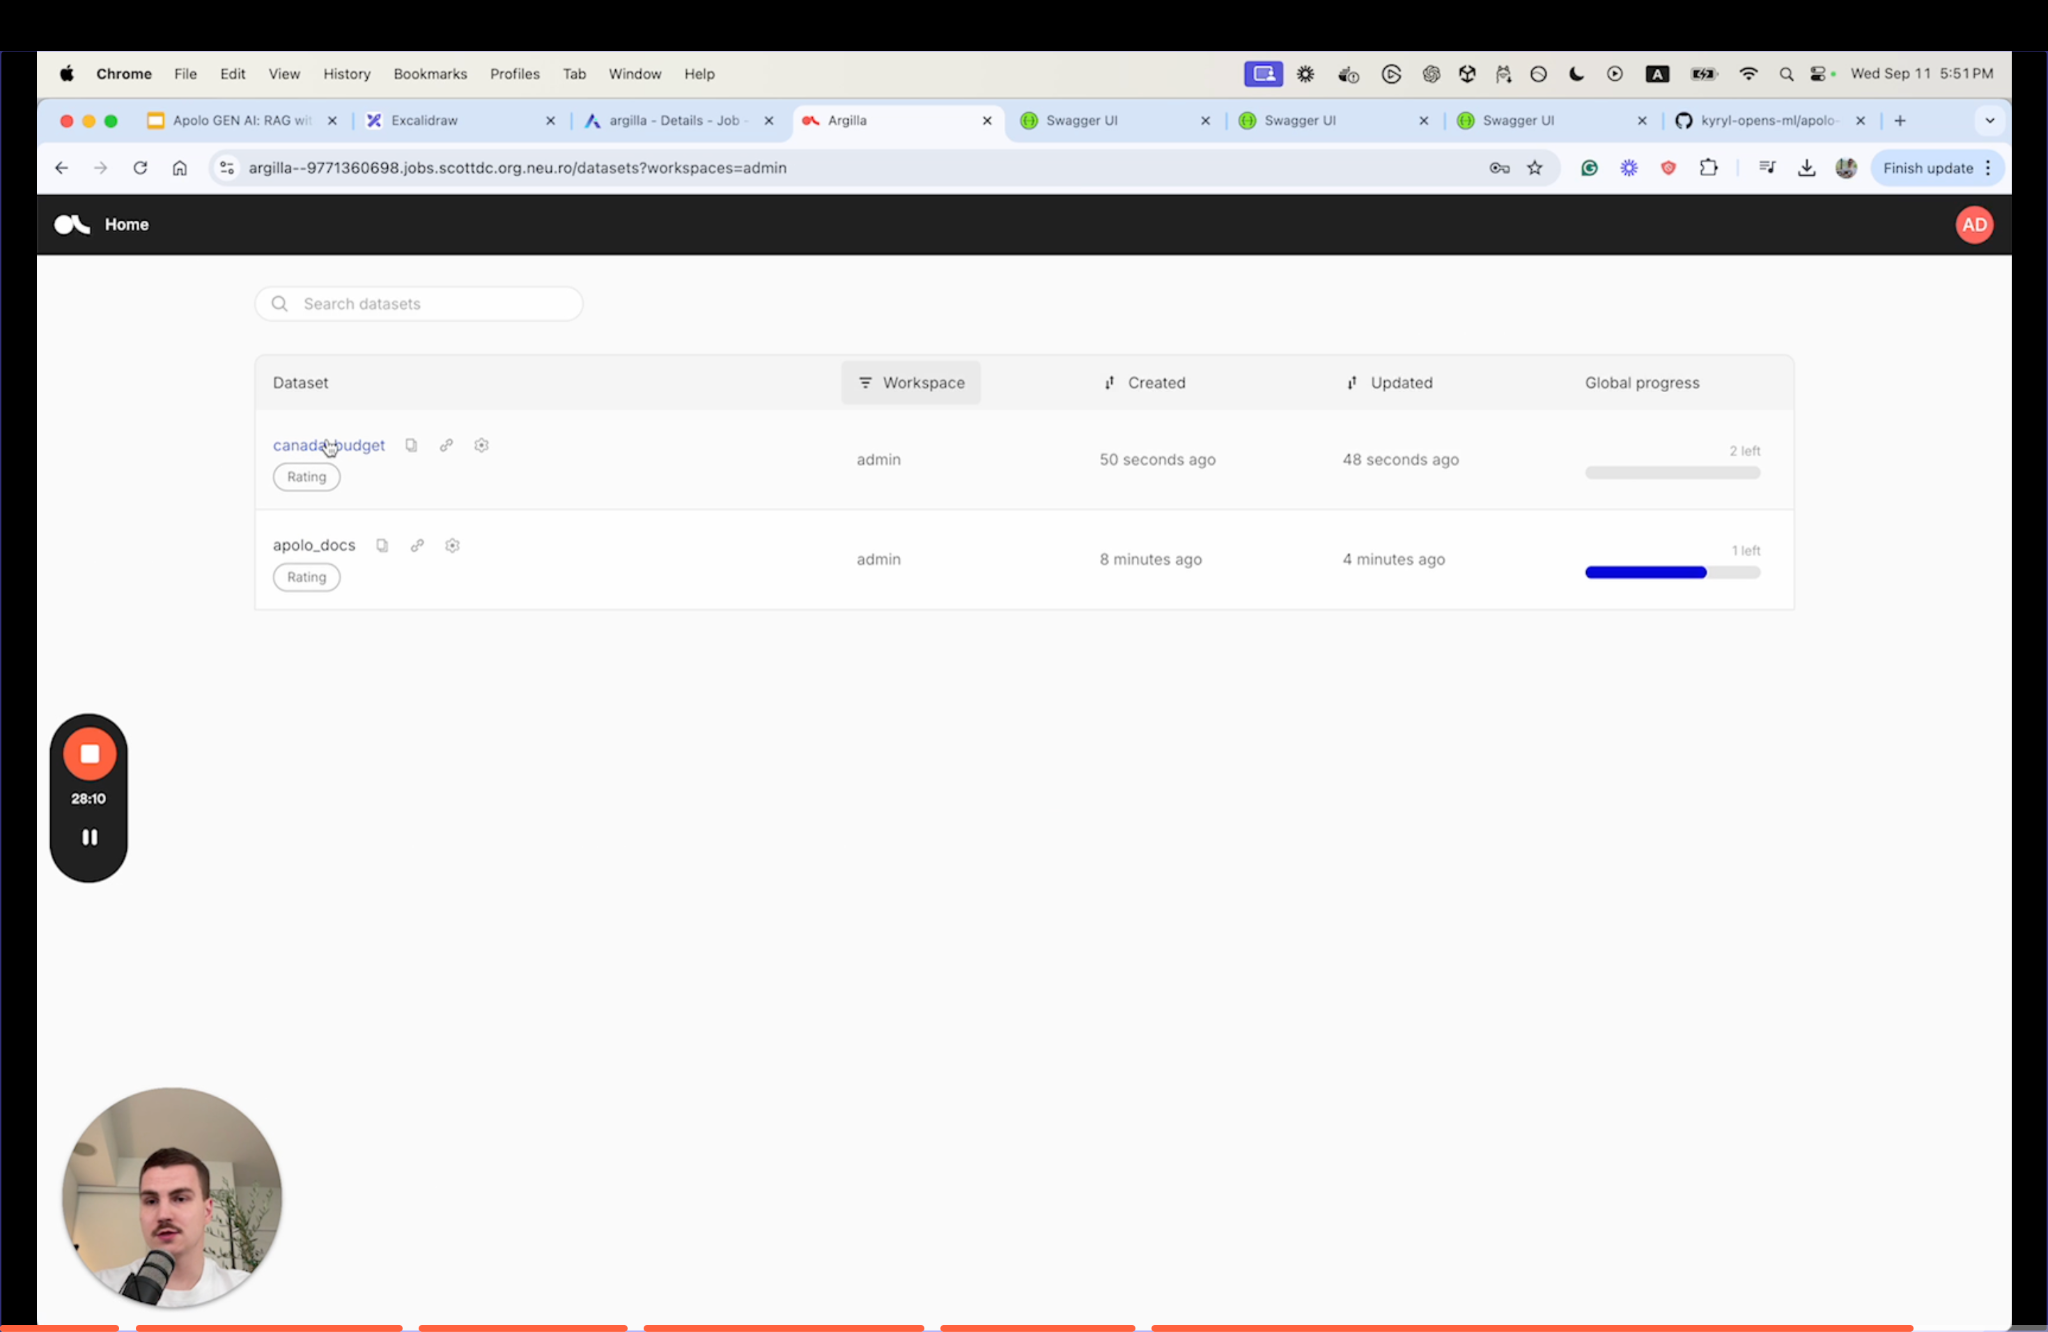 Chrome File Edit View History Bookmarks Profiles Tab Window Help A Wed Sep 11 5:51 PM
Apolo GEN AI: RAG wit Excalidraw argilla - Details - Job - Argilla Swagger UI Swagger UI Swagger UI kyryl-opens-ml/apolo-
argilla--9771360698.jobs.scottdc.org.neu.ro/datasets?workspaces=admin Finish update
Home AD
Search datasets
Dataset Workspace Created Updated Global progress
canada_budget admin 50 seconds ago 48 seconds ago 2 left
Rating
apolo_docs admin 8 minutes ago 4 minutes ago 1 left
Rating
28:10